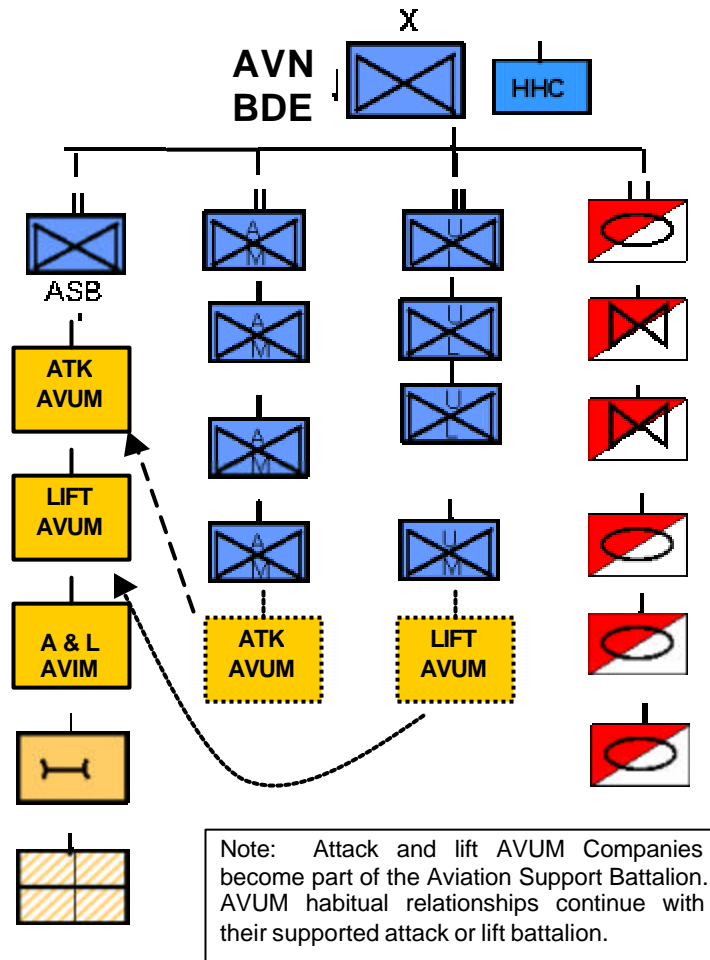 X
AVN
BDE
HHC
ASB
ATK
AVUM
LIFT
AVUM
A & L
AVIM
A
M
A
M
A
M
A
M
ATK
AVUM
U
U
L
U
L
U
M
LIFT
AVUM
Note: Attack and lift AVUM Companies
become part of the Aviation Support Battalion.
AVUM habitual relationships continue with
their supported attack or lift battalion.